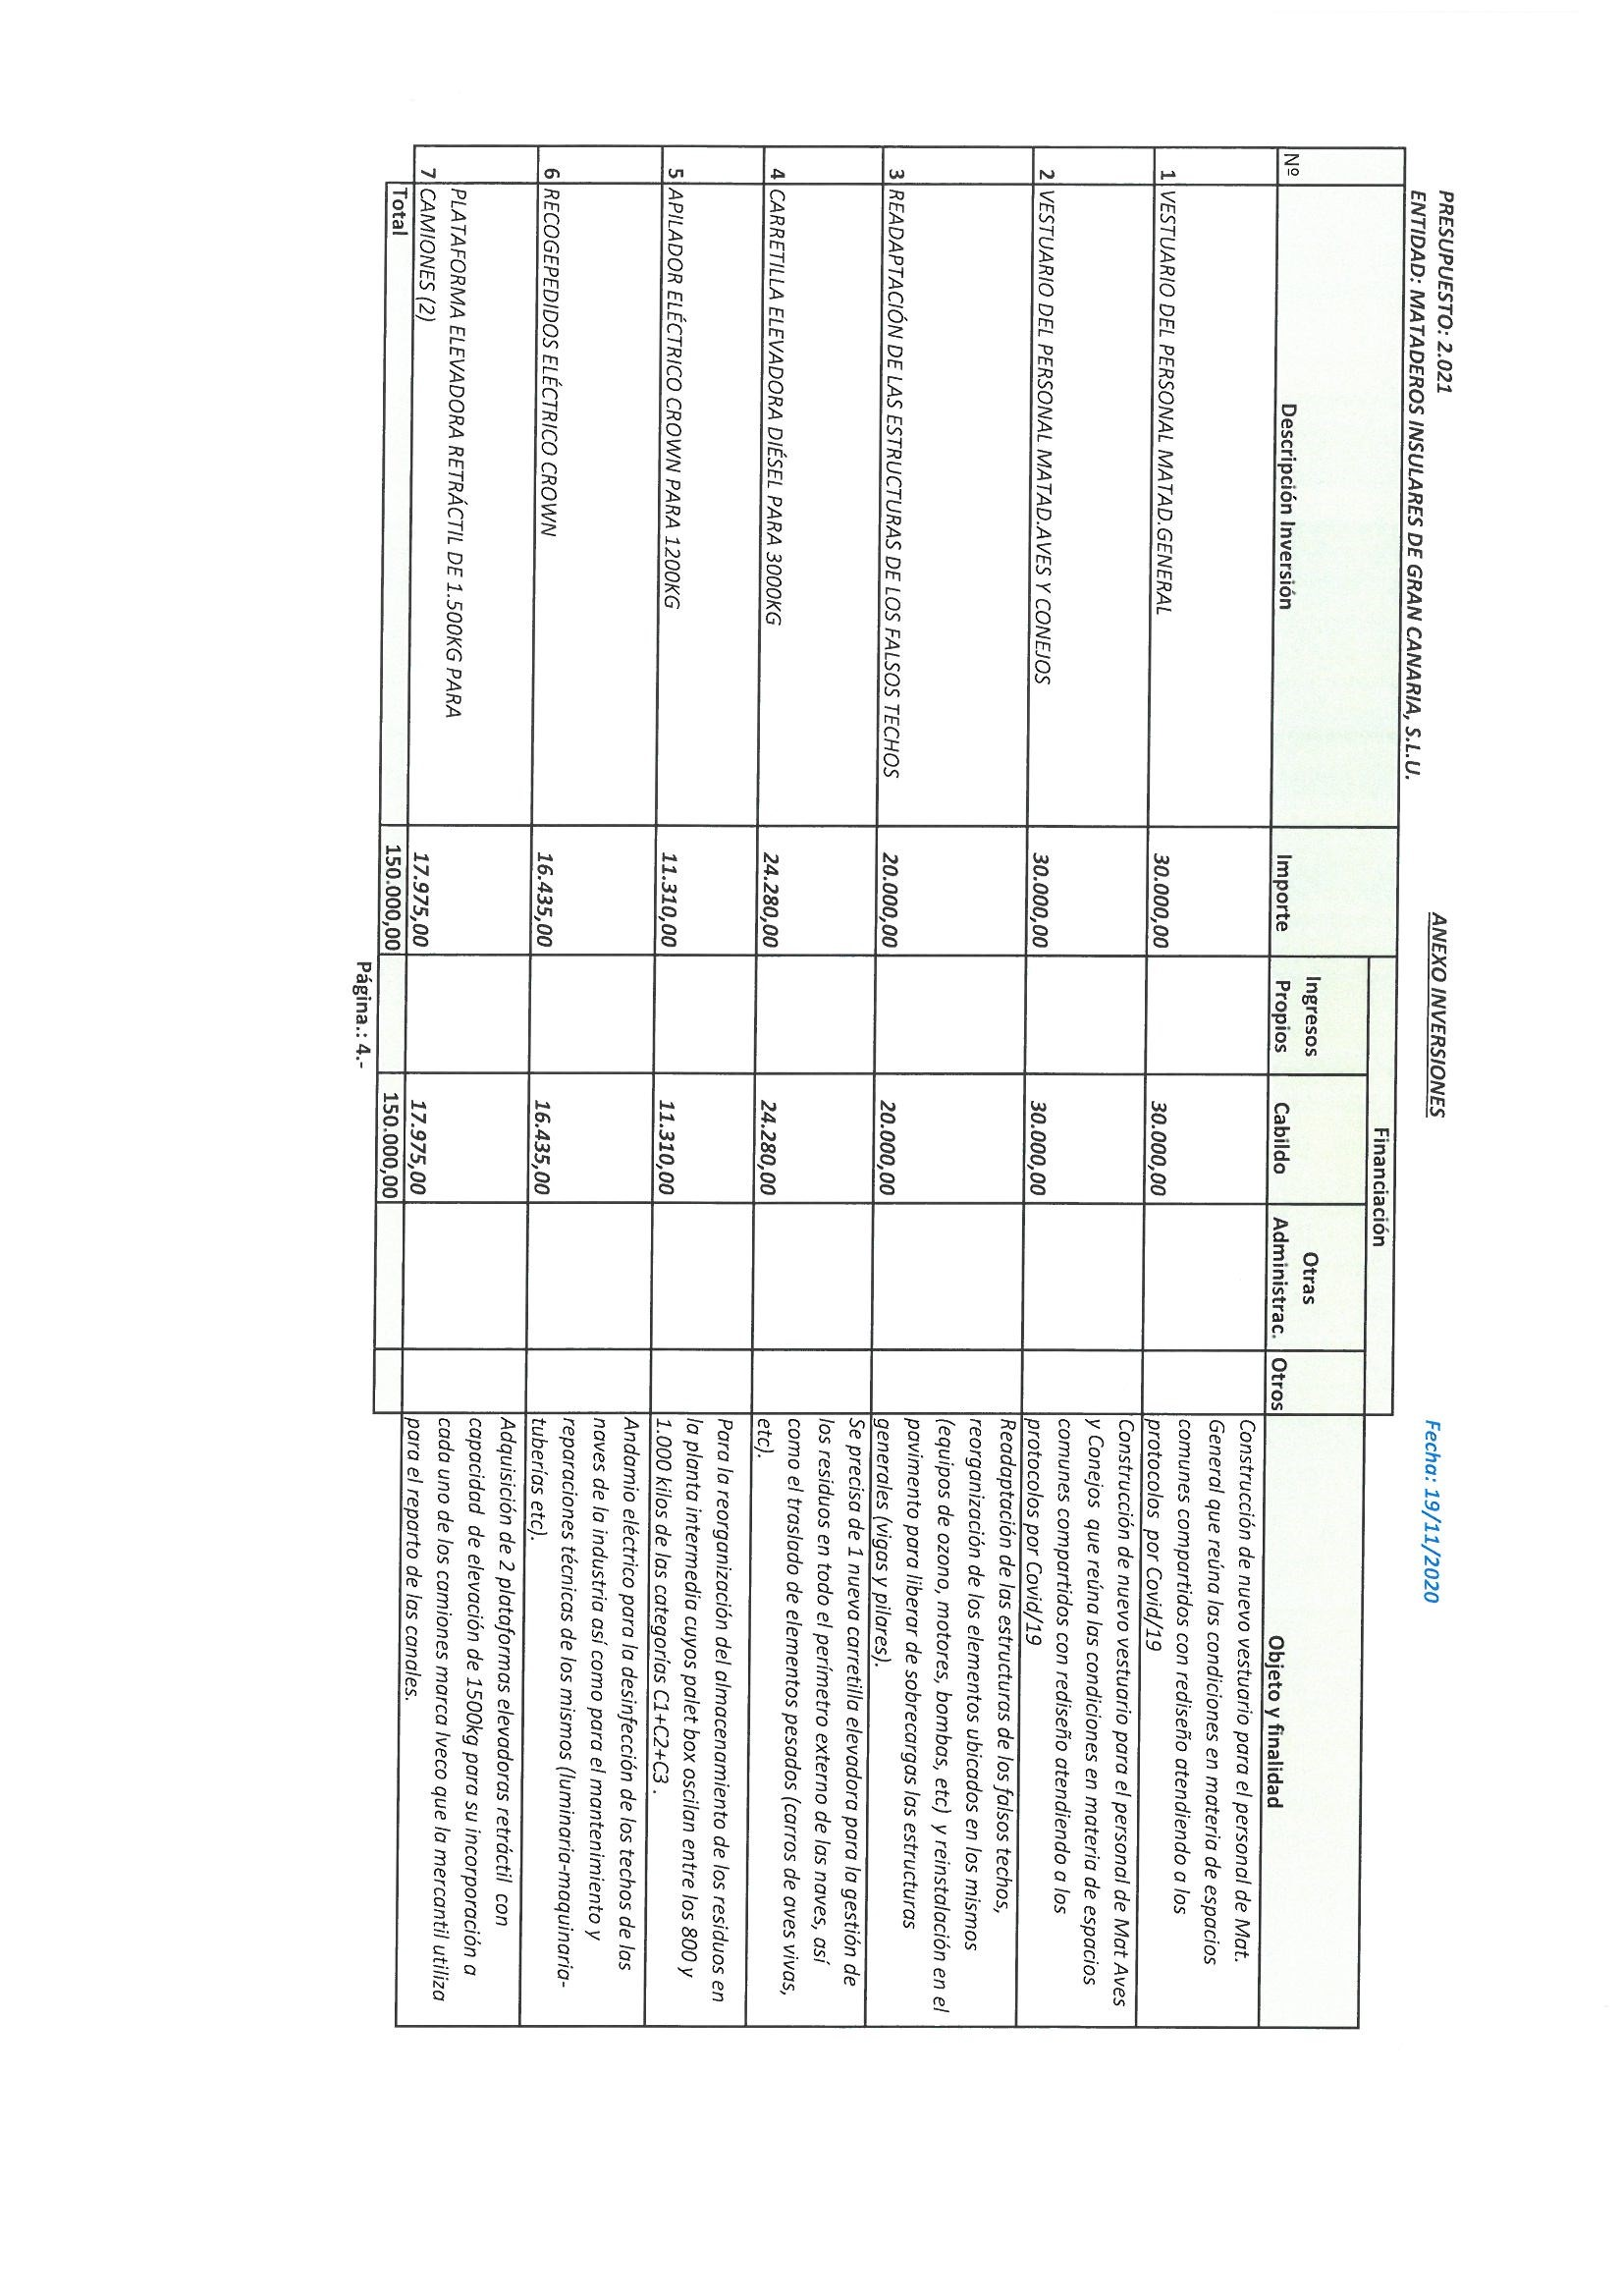 PRESUPUESTO: 2.021
ANEXO INVERSIONES
Fecha: 19/11/2020
ENTIDAD: MATADEROS INSULARES DE GRAN CANARIA, S.L.U.
Financiación
Nº Descripción Inversión Importe Ingresos Propios Cabildo Otras Administrac. Otros Objeto y finalidad
1 VESTUARIO DEL PERSONAL MATAD.GENERAL 30.000,00 30.000,00
Construcción de nuevo vestuario para el personal de Mat.
General que reúna las condiciones en materia de espacios
comunes compartidos con rediseño atendiendo a los
protocolos por Covid/19
2 VESTUARIO DEL PERSONAL MATAD.AVES Y CONEJOS 30.000,00 30.000,00
Construcción de nuevo vestuario para el personal de Mat Aves
y Conejos que reúna las condiciones en materia de espacios
comunes compartidos con rediseño atendiendo a los
protocolos por Covid/19
3 READAPTACIÓN DE LAS ESTRUCTURAS DE LOS FALSOS TECHOS 20.000,00 20.000,00
Readaptación de las estructuras de los falsos techos,
reorganización de los elementos ubicados en los mismos
(equipos de ozono, motores, bombas, etc) y reinstalación en el
pavimento para liberar de sobrecargas las estructuras
generales (vigas y pilares).
4 CARRETILLA ELEVADORA DIÉSEL PARA 3000KG 24.280,00 24.280,00
Se precisa de 1 nueva carretilla elevadora para la gestión de
los residuos en todo el perímetro externo de las naves, así
como el traslado de elementos pesados (carros de aves vivas,
etc).
5 APILADOR ELÉCTRICO CROWN PARA 1200KG 11.310,00 11.310,00
Para la reorganización del almacenamiento de los residuos en
la planta intermedia cuyos palet box oscilan entre los 800 y
1.000 kilos de las categorías C1+C2+C3 .
6 RECOGEPEDIDOS ELÉCTRICO CROWN 16.435,00 16.435,00
Andamio eléctrico para la desinfección de los techos de las
naves de la industria así como para el mantenimiento y
reparaciones técnicas de los mismos (luminaria-maquinaria-
tuberías etc).
PLATAFORMA ELEVADORA RETRÁCTIL DE 1.500KG PARA
7 CAMIONES (2) 17.975,00 17.975,00
Adquisición de 2 plataformos elevadoras retráctil con
capacidad de elevación de 1500kg para su incorporación a
cada uno de los camiones marca Iveco que la mercantil utiliza
para el reparto de las canales.
Total 150.000,00 150.000,00
Página.: 4.-